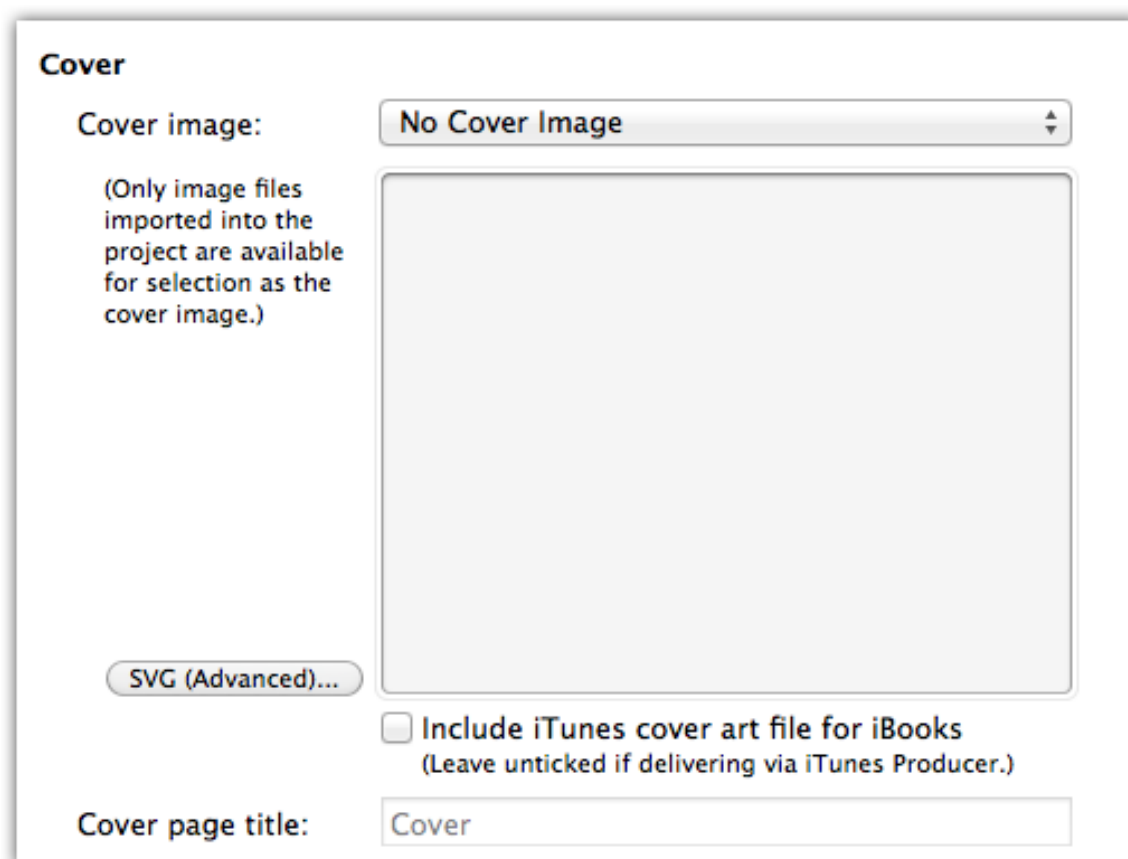 Cover
Cover image:
No Cover Image
(Only image files
imported into the
project are available
for selection as the
cover image.)
SVG (Advanced)...
Include iTunes cover art file for iBooks
(Leave unticked if delivering via iTunes Producer.)
Cover page title:
Cover